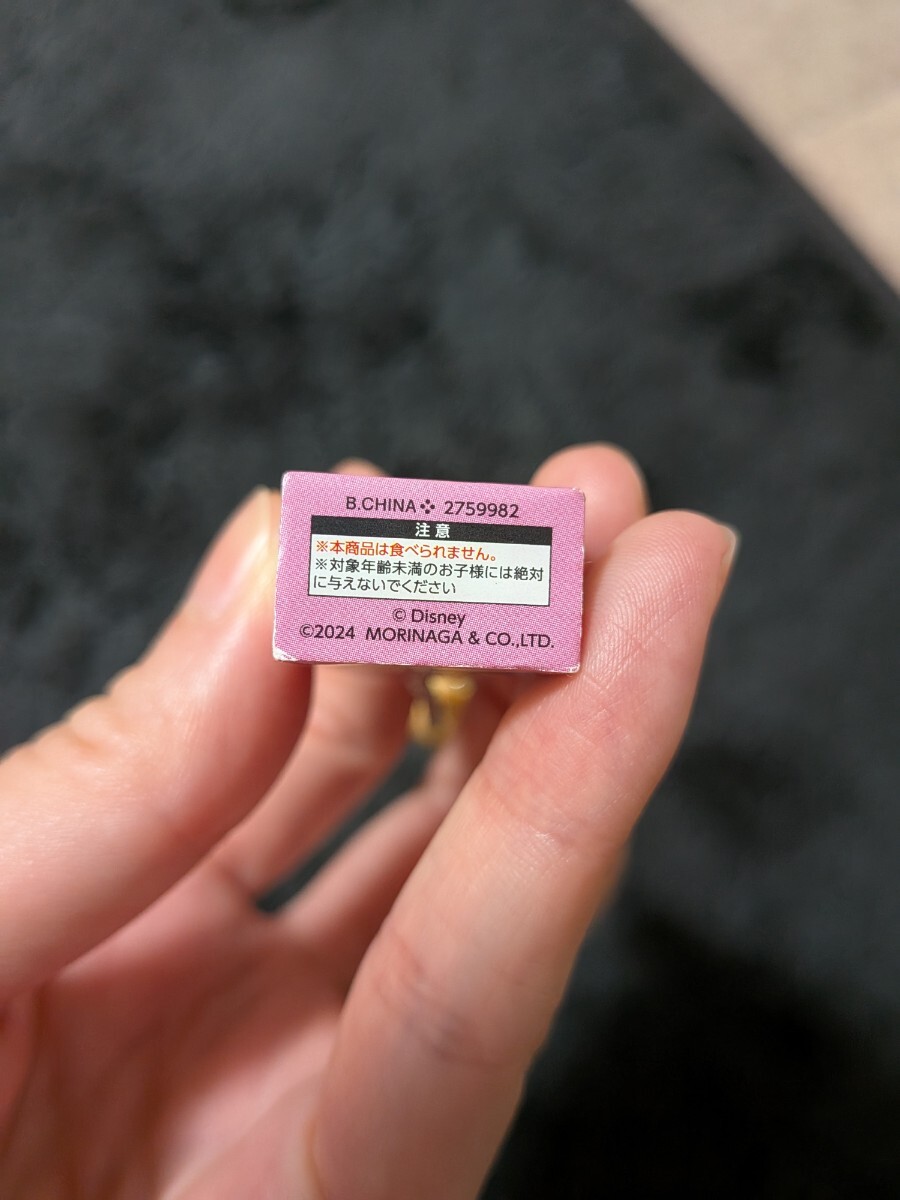 B.CHINA 2759982
注意
※本商品は食べられません。
※対象年齢未満のお子様には絶対
に与えないでください
© Disney
©2024 MORINAGA & CO.,LTD.